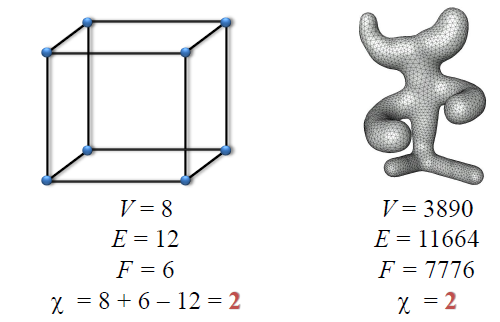 V = 8
E = 12
F = 6
χ = 8 + 6 – 12 = 2
V = 3890
E = 11664
F = 7776
χ = 2